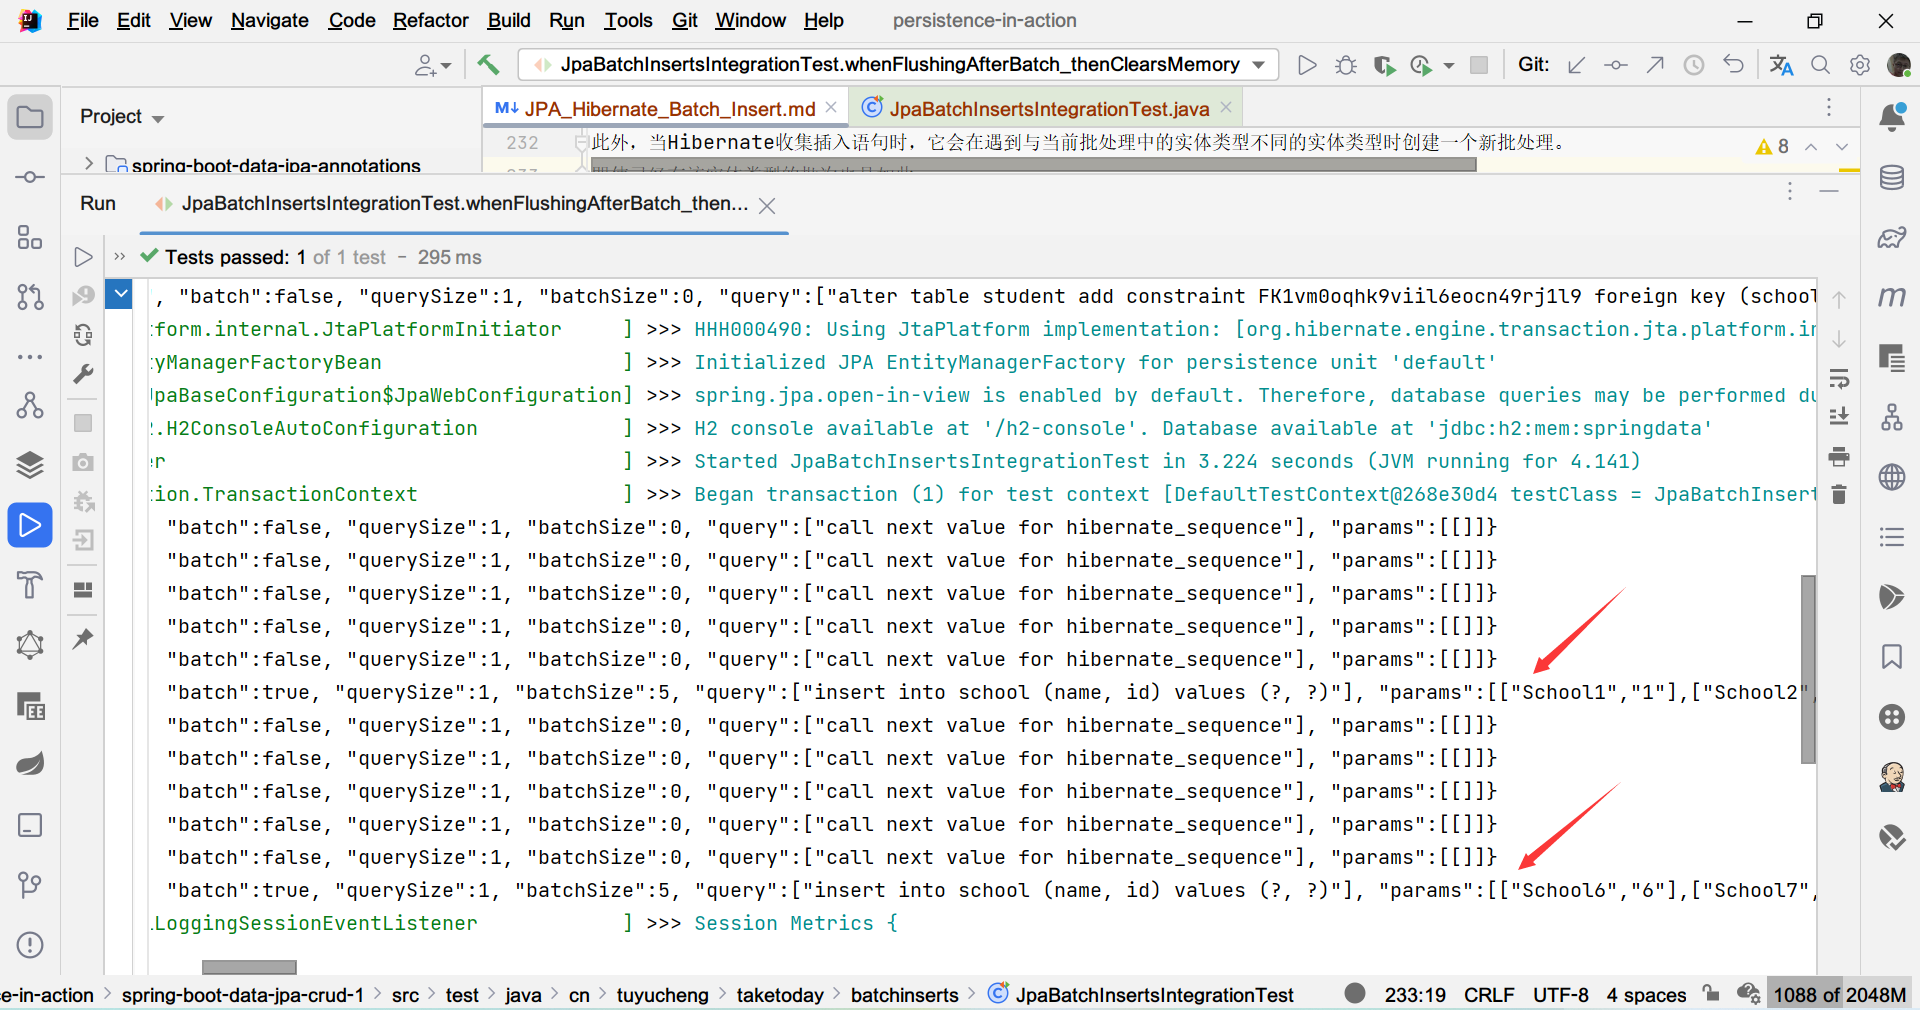 File Edit View Navigate Code Refactor Build Run Tools Git Window Help persistence-in-action
JpaBatchInsertsIntegrationTest.whenFlushingAfterBatch_thenClearsMemory Git:
Project
M↓ JPA_Hibernate_Batch_Insert.md
JpaBatchInsertsIntegrationTest.java
232 此外，当Hibernate收集插入语句时，它会在遇到与当前批处理中的实体类型不同的实体类型时创建一个新批处理。
8
spring-boot-data-jpa-annotations
Run JpaBatchInsertsIntegrationTest.whenFlushingAfterBatch_then...
Tests passed: 1 of 1 test – 295 ms
', "batch":false, "querySize":1, "batchSize":0, "query":["alter table student add constraint FK1vm0oqhk9viil6eocn49rj1l9 foreign key (school
form.internal.JtaPlatformInitiator ] >>> HHH000490: Using JtaPlatform implementation: [org.hibernate.engine.transaction.jta.platform.in
yManagerFactoryBean ] >>> Initialized JPA EntityManagerFactory for persistence unit 'default'
paBaseConfiguration$JpaWebConfiguration] >>> spring.jpa.open-in-view is enabled by default. Therefore, database queries may be performed du
.H2ConsoleAutoConfiguration ] >>> H2 console available at '/h2-console'. Database available at 'jdbc:h2:mem:springdata'
r ] >>> Started JpaBatchInsertsIntegrationTest in 3.224 seconds (JVM running for 4.141)
ion.TransactionContext ] >>> Began transaction (1) for test context [DefaultTestContext@268e30d4 testClass = JpaBatchInsert
"batch":false, "querySize":1, "batchSize":0, "query":["call next value for hibernate_sequence"], "params":[[]]}
"batch":false, "querySize":1, "batchSize":0, "query":["call next value for hibernate_sequence"], "params":[[]]}
"batch":false, "querySize":1, "batchSize":0, "query":["call next value for hibernate_sequence"], "params":[[]]}
"batch":false, "querySize":1, "batchSize":0, "query":["call next value for hibernate_sequence"], "params":[[]]}
"batch":false, "querySize":1, "batchSize":0, "query":["call next value for hibernate_sequence"], "params":[[]]}
"batch":true, "querySize":1, "batchSize":5, "query":["insert into school (name, id) values (?, ?)"], "params":[["School1","1"],["School2",
"batch":false, "querySize":1, "batchSize":0, "query":["call next value for hibernate_sequence"], "params":[[]]}
"batch":false, "querySize":1, "batchSize":0, "query":["call next value for hibernate_sequence"], "params":[[]]}
"batch":false, "querySize":1, "batchSize":0, "query":["call next value for hibernate_sequence"], "params":[[]]}
"batch":false, "querySize":1, "batchSize":0, "query":["call next value for hibernate_sequence"], "params":[[]]}
"batch":false, "querySize":1, "batchSize":0, "query":["call next value for hibernate_sequence"], "params":[[]]}
"batch":true, "querySize":1, "batchSize":5, "query":["insert into school (name, id) values (?, ?)"], "params":[["School6","6"],["School7",
.LoggingSessionEventListener ] >>> Session Metrics {
e-in-action > spring-boot-data-jpa-crud-1 > src > test > java > cn > tuyucheng > taketoday > batchinserts > JpaBatchInsertsIntegrationTest 233:19 CRLF UTF-8 4 spaces 1088 of 2048M